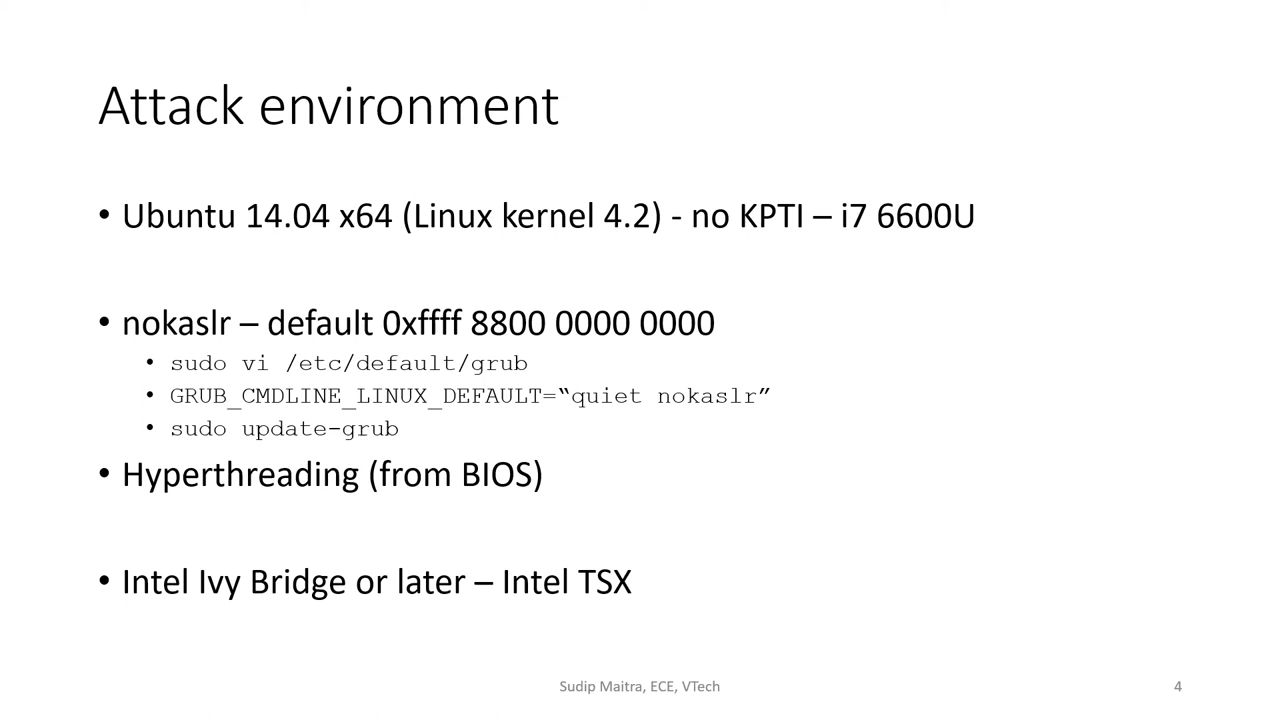 Attack environment
• Ubuntu 14.04 x64 (Linux kernel 4.2) - no KPTI – i7 6600U
• nokaslr – default 0xffff 8800 0000 0000
• sudo vi /etc/default/grub
• GRUB_CMDLINE_LINUX_DEFAULT=“quiet nokaslr”
• sudo update-grub
• Hyperthreading (from BIOS)
• Intel Ivy Bridge or later – Intel TSX
Sudip Maitra, ECE, VTech
4